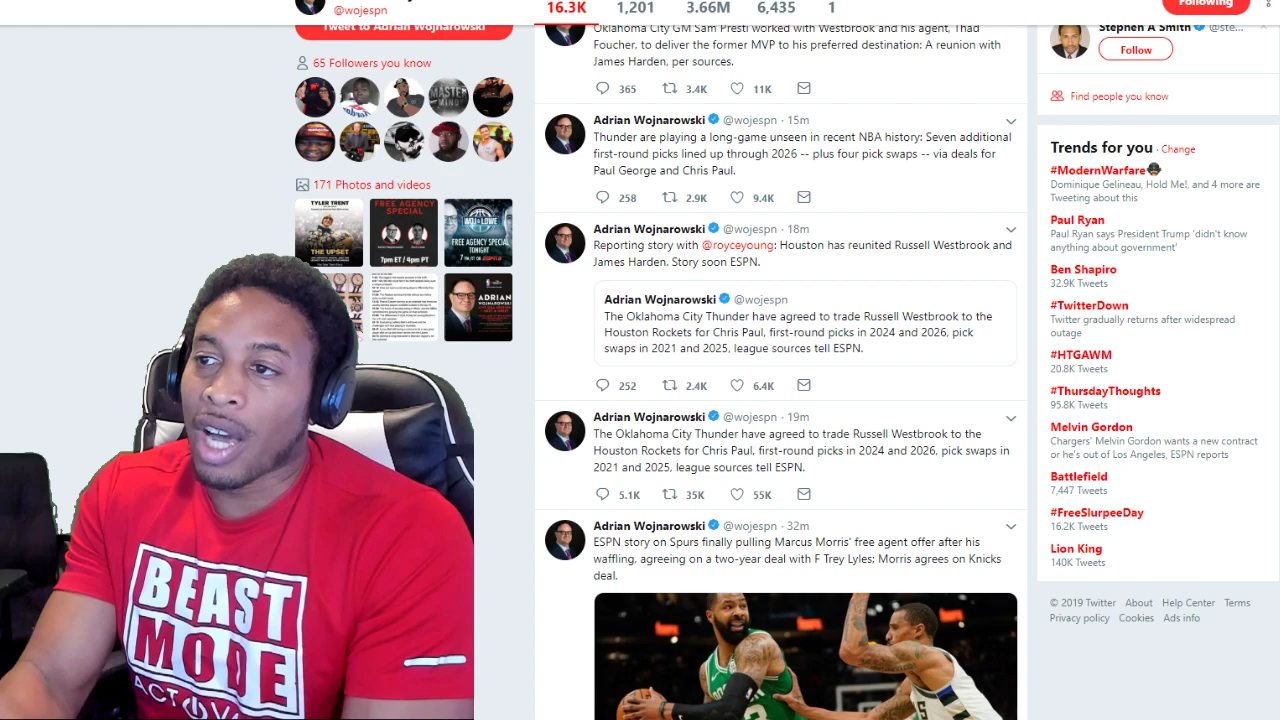 @wojespn
16.3K 1,201 3.66M 6,435 1
Following
Tweet to Adrian Wojnarowski
65 Followers you know
MASTER
MIND
171 Photos and videos
TYLER TRENT
THE UPSET
FREE AGENCY
SPECIAL
7pm ET / 4pm PT
WOJ & LOWE
FREE AGENCY SPECIAL
TONIGHT
7 PM/ET ON ESPN
ADRIAN
WOJNAROWSKI
BEAST
MODE
ACT
Oklahoma City GM Sam Presti worked with Westbrook and his agent, Thad
Foucher, to deliver the former MVP to his preferred destination: A reunion with
James Harden, per sources.
365 3.4K 11K
Adrian Wojnarowski @wojespn · 15m
Thunder are playing a long-game unseen in recent NBA history: Seven additional
first-round picks lined up through 2026 -- plus four pick swaps -- via deals for
Paul George and Chris Paul.
258 2.9K 9.8K
Adrian Wojnarowski @wojespn · 18m
Reporting story with Houston has reunited Russell Westbrook and
James Harden. Story soon ESPN.
Adrian Wojnarowski @wojespn
The Oklahoma City Thunder have agreed to trade Russell Westbrook to the
Houston Rockets for Chris Paul, first-round picks in 2024 and 2026, pick
swaps in 2021 and 2025, league sources tell ESPN.
252 2.4K 6.4K
Adrian Wojnarowski @wojespn · 19m
The Oklahoma City Thunder have agreed to trade Russell Westbrook to the
Houston Rockets for Chris Paul, first-round picks in 2024 and 2026, pick swaps in
2021 and 2025, league sources tell ESPN.
5.1K 35K 55K
Adrian Wojnarowski @wojespn · 32m
ESPN story on Spurs finally pulling Marcus Morris' free agent offer after his
waffling, agreeing on a two-year deal with F Trey Lyles; Morris agrees on Knicks
deal.
Stephen A Smith @ste...
Follow
Find people you know
Trends for you · Change
#ModernWarfare
Dominique Gelineau, Hold Me!, and 4 more are
Tweeting about this
Paul Ryan
Paul Ryan says President Trump 'didn't know
anything about government'
Ben Shapiro
32.9K Tweets
#TwitterDown
Twitter gradually returns after widespread
outage
#HTGAWM
20.8K Tweets
#ThursdayThoughts
95.8K Tweets
Melvin Gordon
Chargers' Melvin Gordon wants a new contract
or he's out of Los Angeles, ESPN reports
Battlefield
7,447 Tweets
#FreeSlurpeeDay
16.2K Tweets
Lion King
140K Tweets
© 2019 Twitter About Help Center Terms
Privacy policy Cookies Ads info